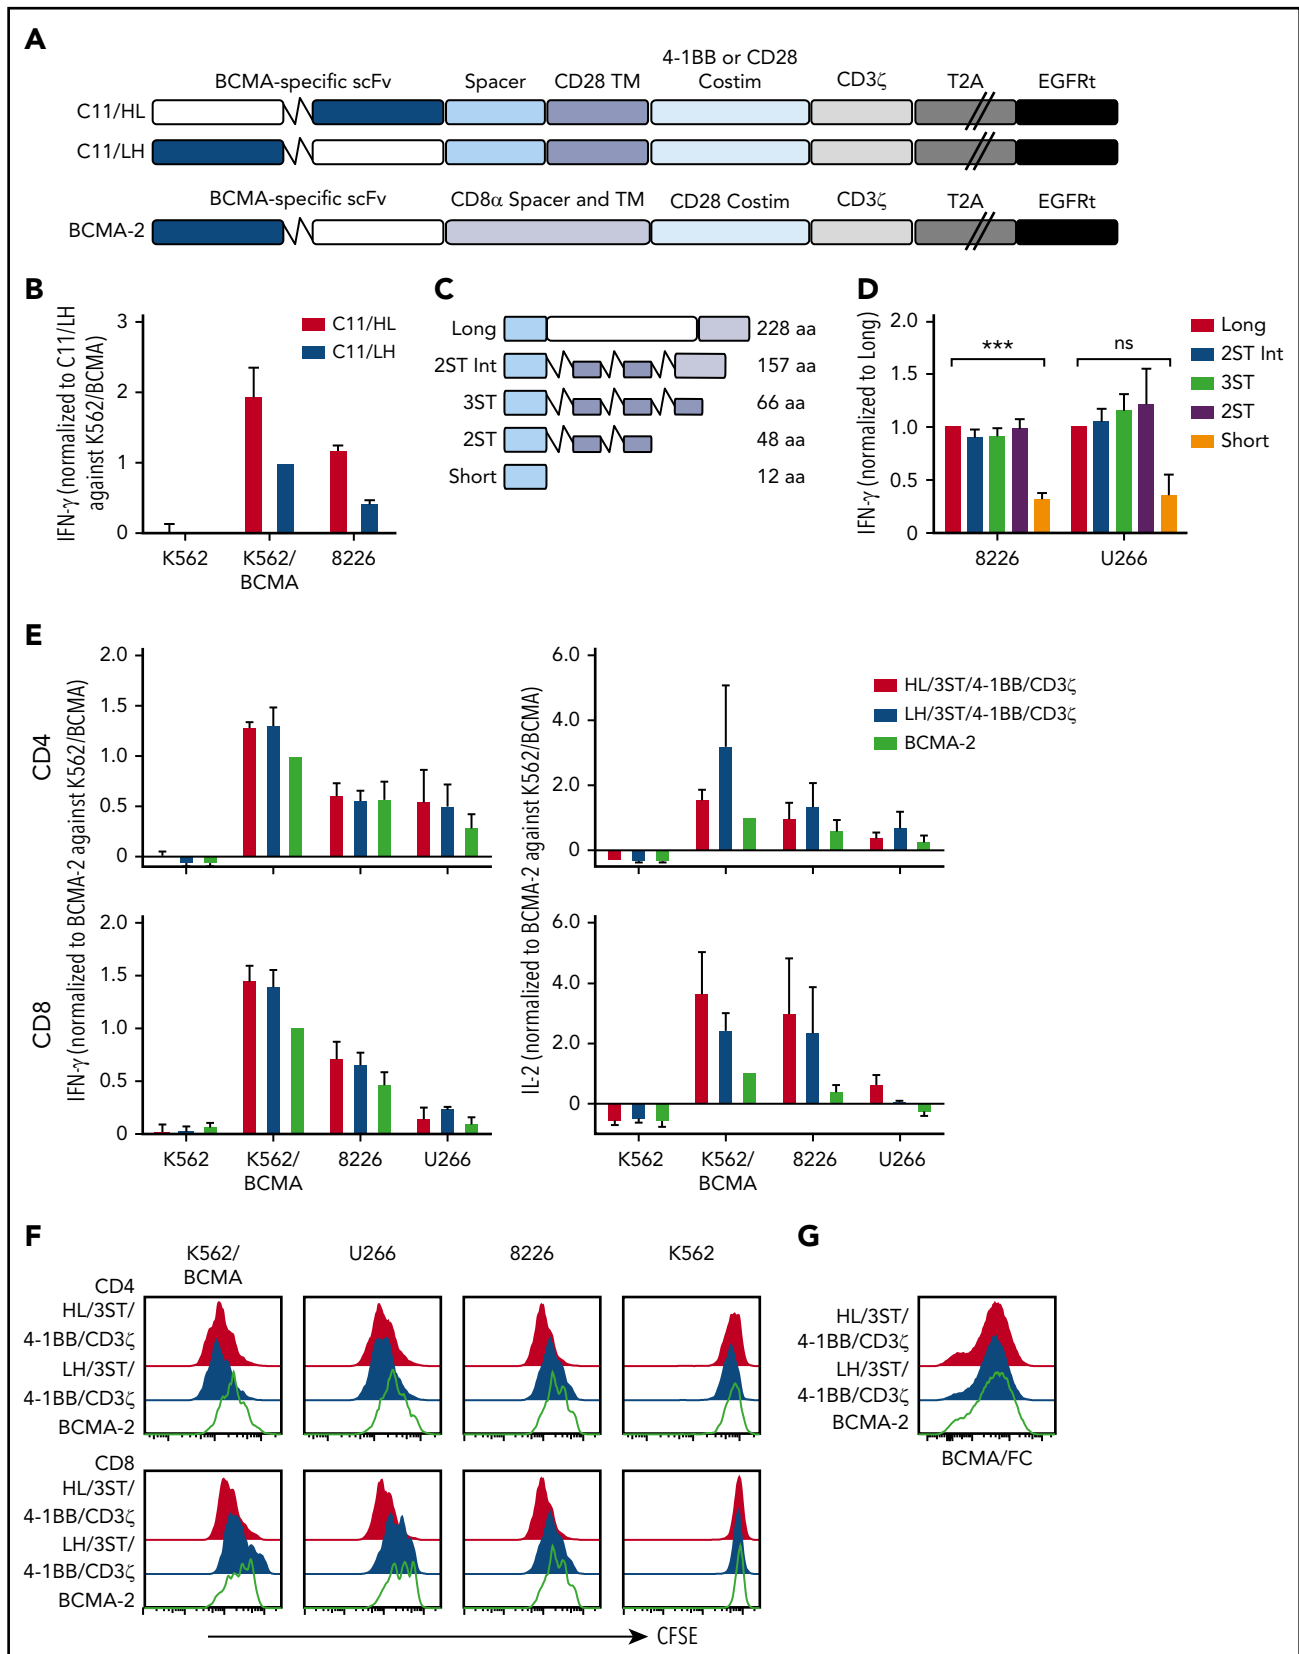 A
BCMA-specific scFv
Spacer
CD28 TM
4-1BB or CD28
Costim
CD3ζ
T2A
EGFRt
C11/HL
C11/LH
BCMA-specific scFv
CD8α Spacer and TM
CD28 Costim
CD3ζ
T2A
EGFRt
BCMA-2
B
IFN-γ (normalized to C11/LH
against K562/BCMA)
3
2
1
0
C11/HL
C11/LH
K562
K562/
BCMA
8226
C
Long
228 aa
2ST Int
157 aa
3ST
66 aa
2ST
48 aa
Short
12 aa
D
IFN-γ (normalized to Long)
2.0
1.5
1.0
0.5
0
***
ns
8226
U266
Long
2ST Int
3ST
2ST
Short
E
CD4
CD8
IFN-γ (normalized to BCMA-2 against K562/BCMA)
2.0
1.5
1.0
0.5
0
2.0
1.5
1.0
0.5
0
K562
K562/
BCMA
8226
U266
IL-2 (normalized to BCMA-2 against K562/BCMA)
6.0
4.0
2.0
0
6.0
4.0
2.0
0
K562
K562/
BCMA
8226
U266
HL/3ST/4-1BB/CD3ζ
LH/3ST/4-1BB/CD3ζ
BCMA-2
F
K562/
BCMA
U266
8226
K562
CD4
HL/3ST/
4-1BB/CD3ζ
LH/3ST/
4-1BB/CD3ζ
BCMA-2
CD8
HL/3ST/
4-1BB/CD3ζ
LH/3ST/
4-1BB/CD3ζ
BCMA-2
CFSE
G
HL/3ST/
4-1BB/CD3ζ
LH/3ST/
4-1BB/CD3ζ
BCMA-2
BCMA/FC